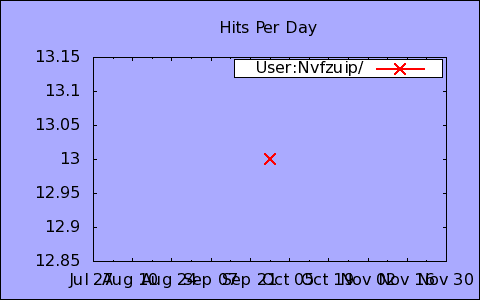 Hits Per Day
13.15
User:Nvfzuip/
13.1
13.05
13
12.95
12.9
12.85
Jul 27 Aug 10 Aug 24 Sep 07 Sep 21 Oct 05 Oct 19 Nov 02 Nov 16 Nov 30